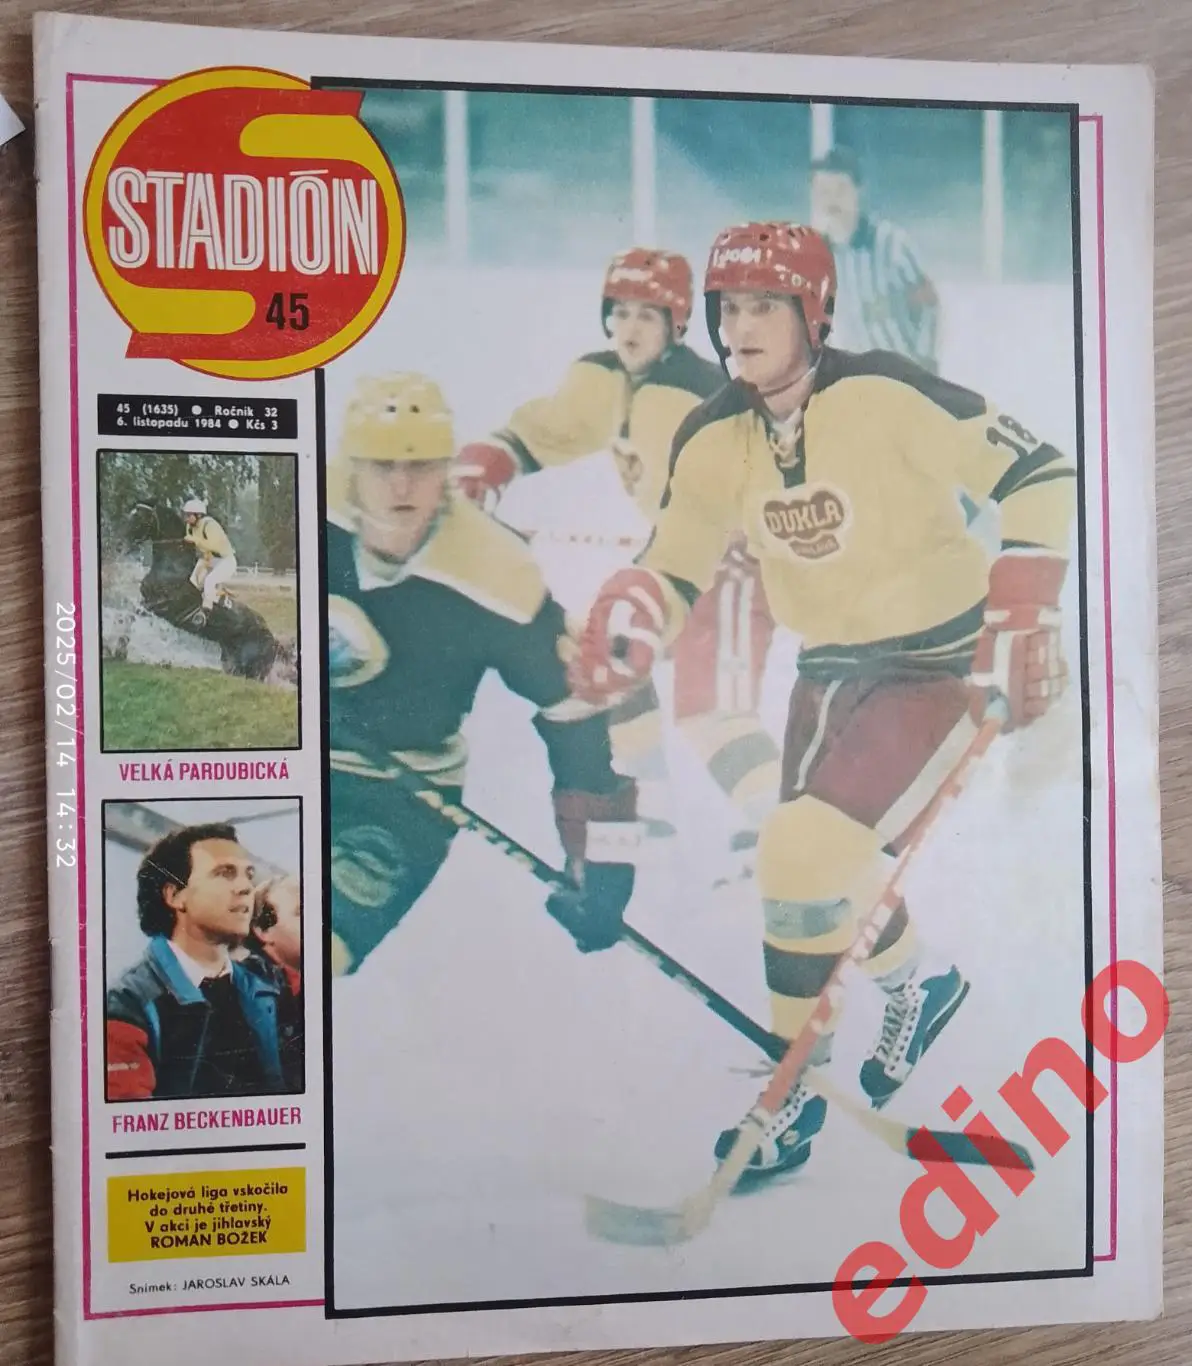 STADIÓN
45
45 (1635) ● Ročník 32
6. listopadu 1984 ● Kčs 3
VELKÁ PARDUBICKÁ
FRANZ BECKENBAUER
Hokejová liga vskočila
do druhé třetiny.
V akci je jihlavský
ROMAN BOŽEK
Snímek: JAROSLAV SKÁLA
18
DUKLA
JIHLAVA
2025/02/14 14:32
edino